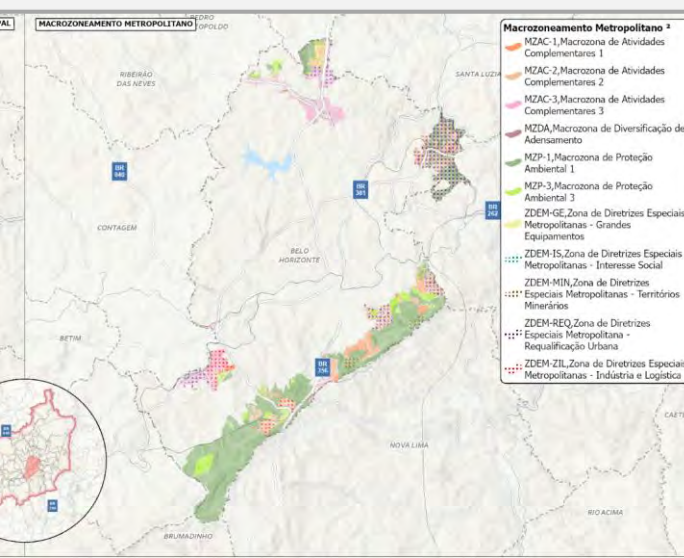 PAL
MACROZONEAMENTO METROPOLITANO
PEDRO
LEOPOLDO
RIBEIRÃO
DAS NEVES
SANTA LUZIA
BR
040
BR
381
BR
262
CONTAGEM
BELO
HORIZONTE
BETIM
BR
356
NOVA LIMA
CAET
RIO ACIMA
BRUMADINHO
Macrozoneamento Metropolitano ²
MZAC-1,Macrozona de Atividades
Complementares 1
MZAC-2,Macrozona de Atividades
Complementares 2
MZAC-3,Macrozona de Atividades
Complementares 3
MZDA,Macrozona de Diversificação de
Adensamento
MZP-1,Macrozona de Proteção
Ambiental 1
MZP-3,Macrozona de Proteção
Ambiental 3
ZDEM-GE,Zona de Diretrizes Especiais
Metropolitanas - Grandes
Equipamentos
ZDEM-IS,Zona de Diretrizes Especiais
Metropolitanas - Interesse Social
ZDEM-MIN,Zona de Diretrizes
Especiais Metropolitanas - Territórios
Minerários
ZDEM-REQ,Zona de Diretrizes
Especiais Metropolitana -
Requalificação Urbana
ZDEM-ZIL,Zona de Diretrizes Especiais
Metropolitanas - Indústria e Logística